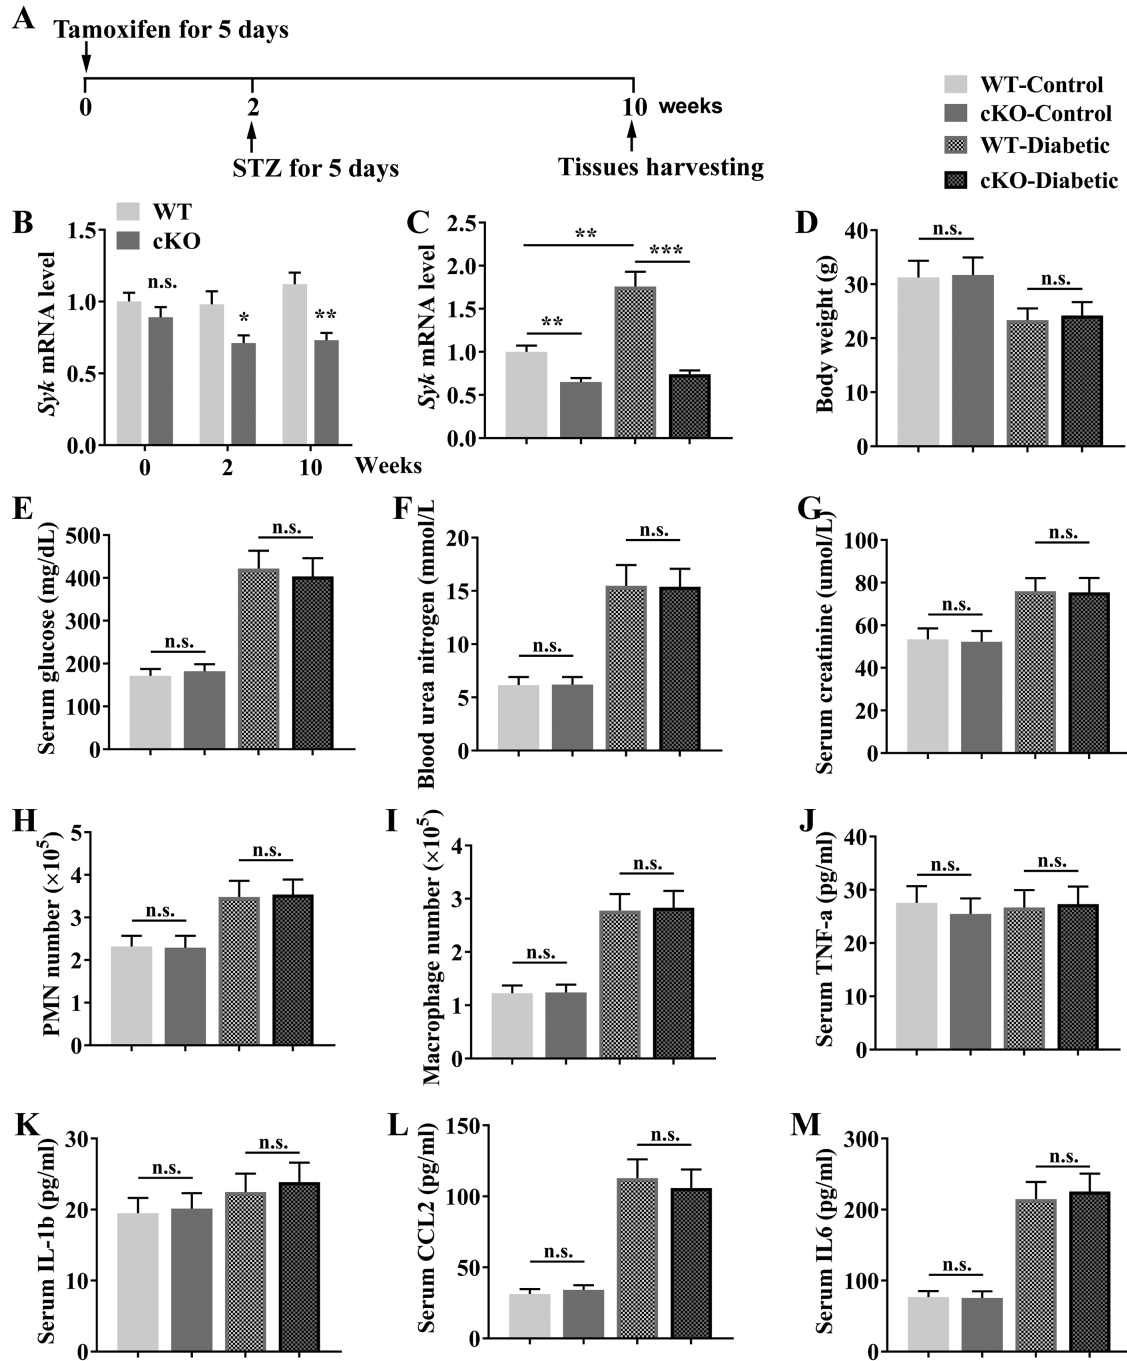 A
Tamoxifen for 5 days
0 2 10 weeks
STZ for 5 days
Tissues harvesting
WT-Control
cKO-Control
WT-Diabetic
cKO-Diabetic
B
WT
cKO
Syk mRNA level
1.5
1.0
0.5
0.0
n.s.
*
**
0 2 10 Weeks
C
Syk mRNA level
2.5
2.0
1.5
1.0
0.5
0.0
**
**
***
D
Body weight (g)
40
30
20
10
0
n.s.
n.s.
E
Serum glucose (mg/dL)
500
400
300
200
100
0
n.s.
n.s.
F
Blood urea nitrogen (mmol/L
20
15
10
5
0
n.s.
n.s.
G
Serum creatinine (umol/L)
100
80
60
40
20
0
n.s.
n.s.
H
PMN number (×10⁵)
5
4
3
2
1
0
n.s.
n.s.
I
Macrophage number (×10⁵)
4
3
2
1
0
n.s.
n.s.
J
Serum TNF-a (pg/ml)
40
30
20
10
0
n.s.
n.s.
K
Serum IL-1b (pg/ml)
30
20
10
0
n.s.
n.s.
L
Serum CCL2 (pg/ml)
150
100
50
0
n.s.
n.s.
M
Serum IL6 (pg/ml)
300
200
100
0
n.s.
n.s.